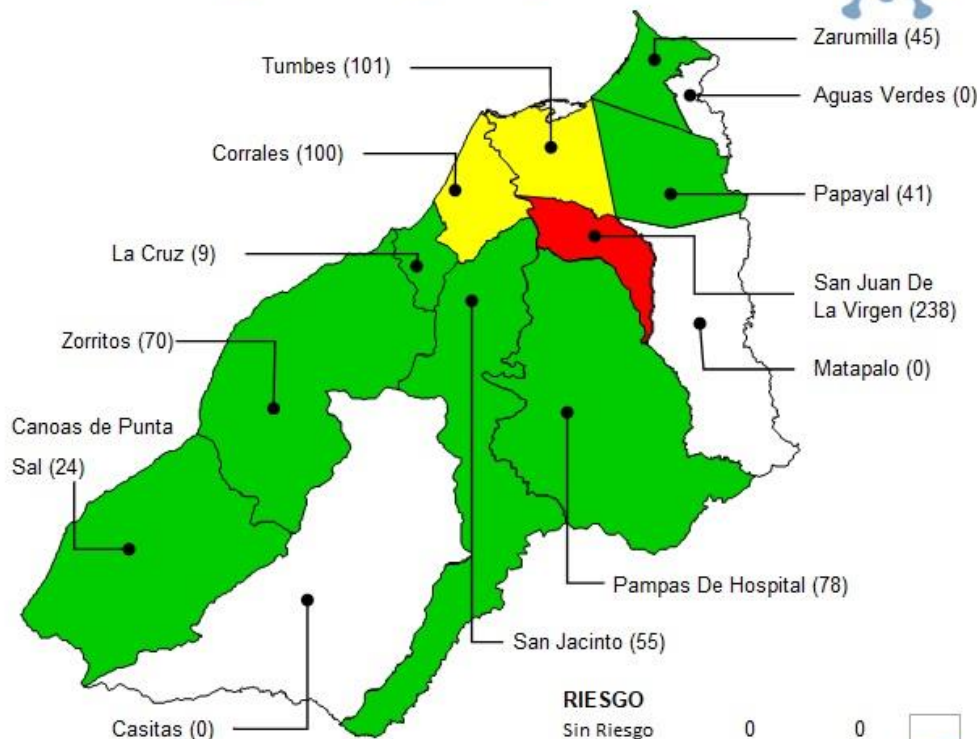 Zarumilla (45)
Tumbes (101)
Aguas Verdes (0)
Corrales (100)
Papayal (41)
La Cruz (9)
San Juan De
La Virgen (238)
Zorritos (70)
Matapalo (0)
Canoas de Punta
Sal (24)
Pampas De Hospital (78)
San Jacinto (55)
Casitas (0)
RIESGO
Sin Riesgo 0 0